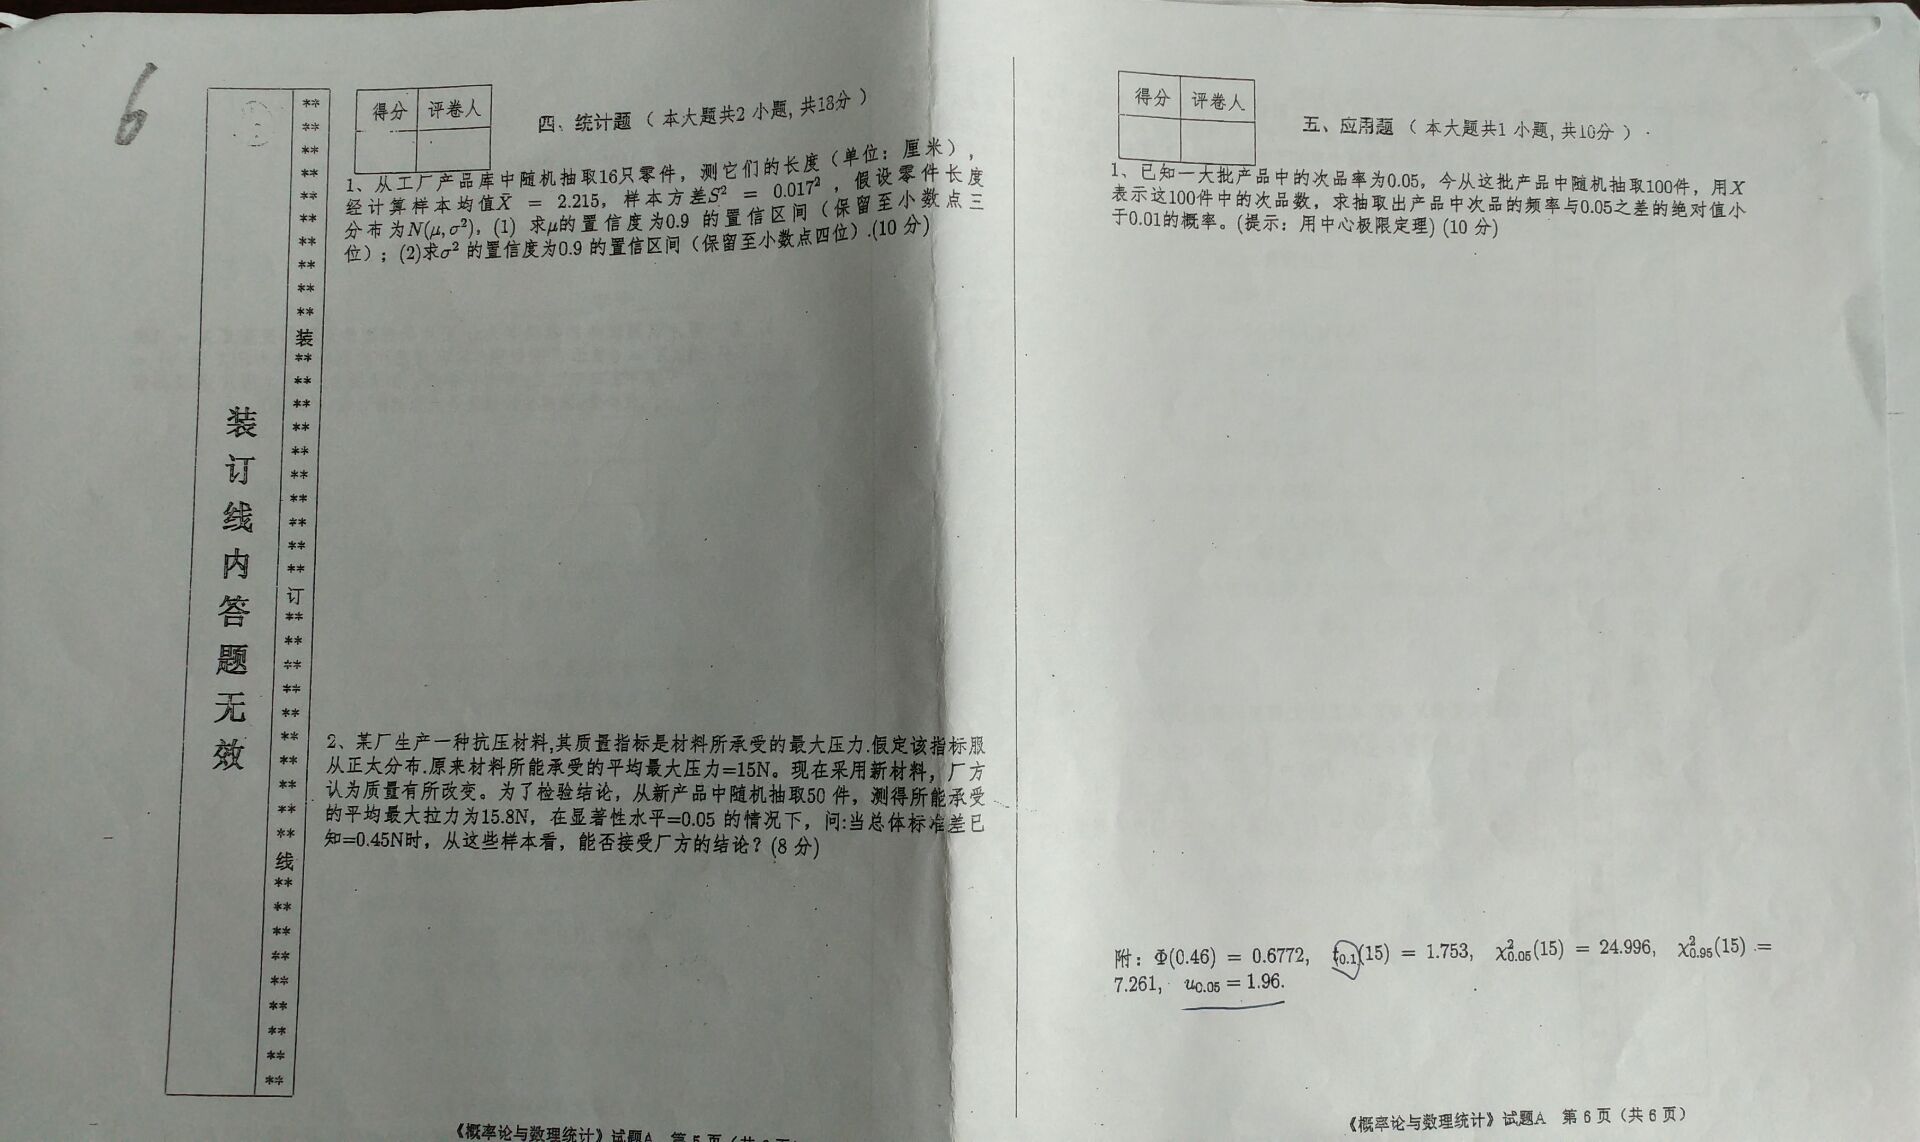 6
装订线内答题无效
** ** ** ** ** ** ** ** ** ** 装 ** ** ** ** ** ** ** ** ** ** 订 ** ** ** ** ** ** ** ** ** ** 线 ** ** ** ** ** ** ** ** **
得分 评卷人
四、统计题（本大题共2 小题, 共18分）
1、从工厂产品库中随机抽取16只零件，测它们的长度（单位：厘米），
经计算样本均值X̄ = 2.215，样本方差S² = 0.017²，假设零件长度
分布为N(μ, σ²)，(1) 求μ的置信度为0.9 的置信区间（保留至小数点三
位）；(2)求σ² 的置信度为0.9 的置信区间（保留至小数点四位）.(10 分)
2、某厂生产一种抗压材料,其质量指标是材料所承受的最大压力.假定该指标服
从正太分布.原来材料所能承受的平均最大压力=15N。现在采用新材料，厂方
认为质量有所改变。为了检验结论，从新产品中随机抽取50 件，测得所能承受
的平均最大拉力为15.8N，在显著性水平=0.05 的情况下，问:当总体标准差已
知=0.45N时，从这些样本看，能否接受厂方的结论？(8 分)
《概率论与数理统计》试题A 第 5 页（共 6 页）
得分 评卷人
五、应用题（本大题共1 小题, 共10分）
1、已知一大批产品中的次品率为0.05，今从这批产品中随机抽取100件，用X
表示这100件中的次品数，求抽取出产品中次品的频率与0.05之差的绝对值小
于0.01的概率。(提示：用中心极限定理) (10 分)
附：Φ(0.46) = 0.6772, t₀.₁(15) = 1.753, χ²₀.₀₅(15) = 24.996, χ²₀.₉₅(15) =
7.261, u₀.₀₅ = 1.96.
《概率论与数理统计》试题A 第 6 页（共 6 页）